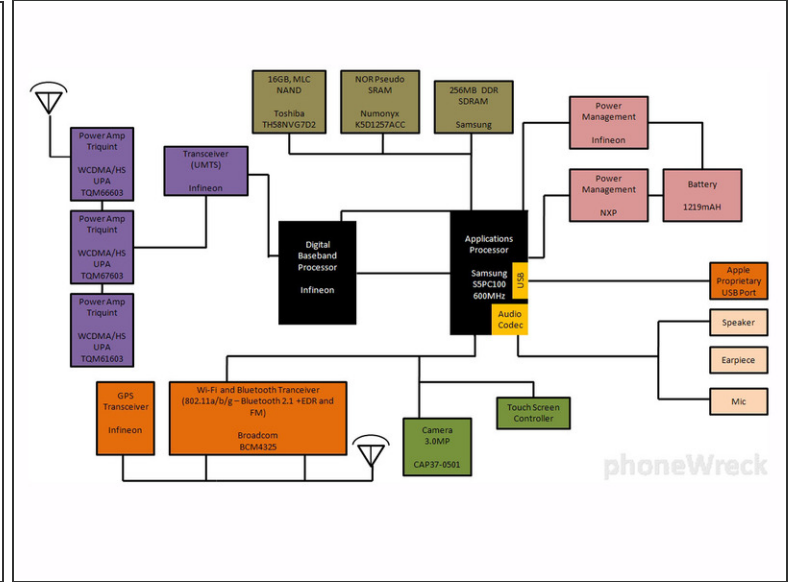 16GB, MLC
NAND
Toshiba
TH58NVG7D2
NOR Pseudo
SRAM
Numonyx
K5D1257ACC
256MB DDR
SDRAM
Samsung
Power
Management
Infineon
Power
Management
NXP
Battery
1219mAH
Power Amp
Triquint
WCDMA/HS
UPA
TQM66603
Transceiver
(UMTS)
Infineon
Power Amp
Triquint
WCDMA/HS
UPA
TQM67603
Power Amp
Triquint
WCDMA/HS
UPA
TQM61603
Digital
Baseband
Processor
Infineon
Applications
Processor
Samsung
S5PC100
600MHz
USB
Audio
Codec
Apple
Proprietary
USB Port
Speaker
Earpiece
Mic
GPS
Transceiver
Infineon
Wi-Fi and Bluetooth Tranceiver
(802.11a/b/g – Bluetooth 2.1 +EDR and
FM)
Broadcom
BCM4325
Camera
3.0MP
CAP37-0501
Touch Screen
Controller
phoneWreck